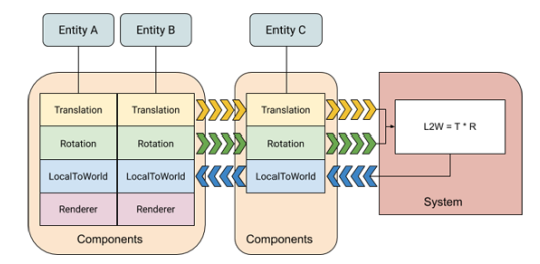 Entity A
Entity B
Entity C
Translation
Translation
Translation
Rotation
Rotation
Rotation
LocalToWorld
LocalToWorld
LocalToWorld
Renderer
Renderer
L2W = T * R
Components
Components
System